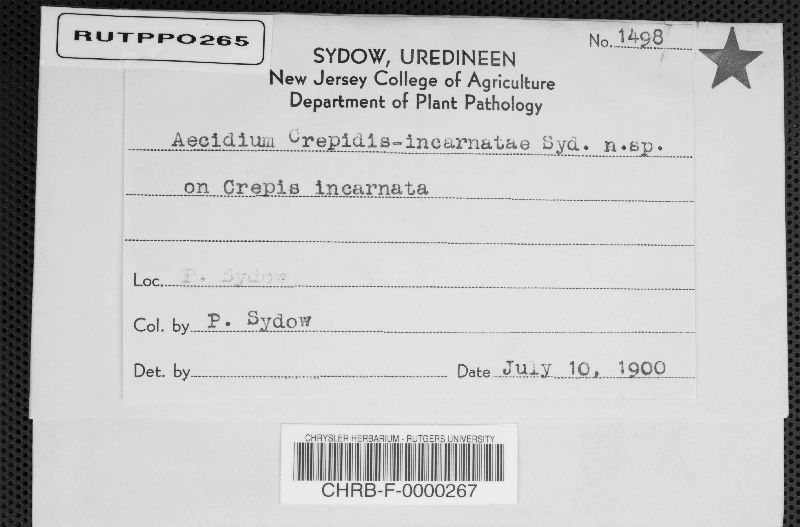 RUTPPO265
No. 1498
SYDOW, UREDINEEN
New Jersey College of Agriculture
Department of Plant Pathology
Aecidium Crepidis-incarnatae Syd. n.sp.
on Crepis incarnata
Loc. P. Sydow
Col. by P. Sydow
Det. by Date July 10, 1900
CHRYSLER HERBARIUM - RUTGERS UNIVERSITY
CHRB-F-0000267